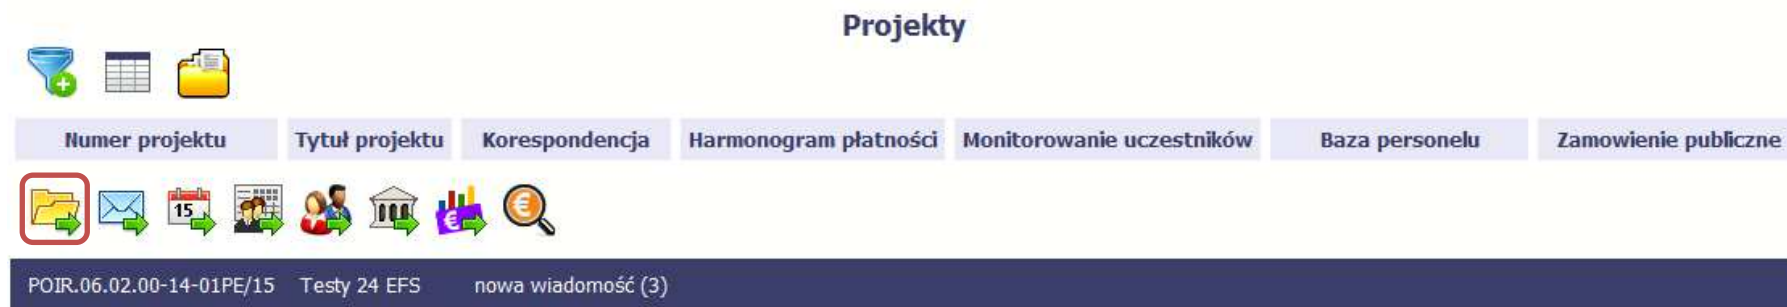 Projekty
Numer projektu Tytuł projektu Korespondencja Harmonogram płatności Monitorowanie uczestników Baza personelu Zamowienie publiczne
15
POIR.06.02.00-14-01PE/15 Testy 24 EFS nowa wiadomość (3)